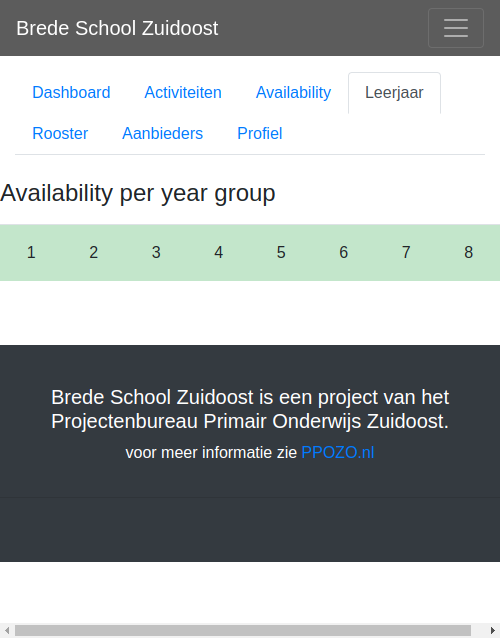 Brede School Zuidoost
Dashboard Activiteiten Availability Leerjaar
Rooster Aanbieders Profiel
Availability per year group
1 2 3 4 5 6 7 8
Brede School Zuidoost is een project van het
Projectenbureau Primair Onderwijs Zuidoost.
voor meer informatie zie PPOZO.nl